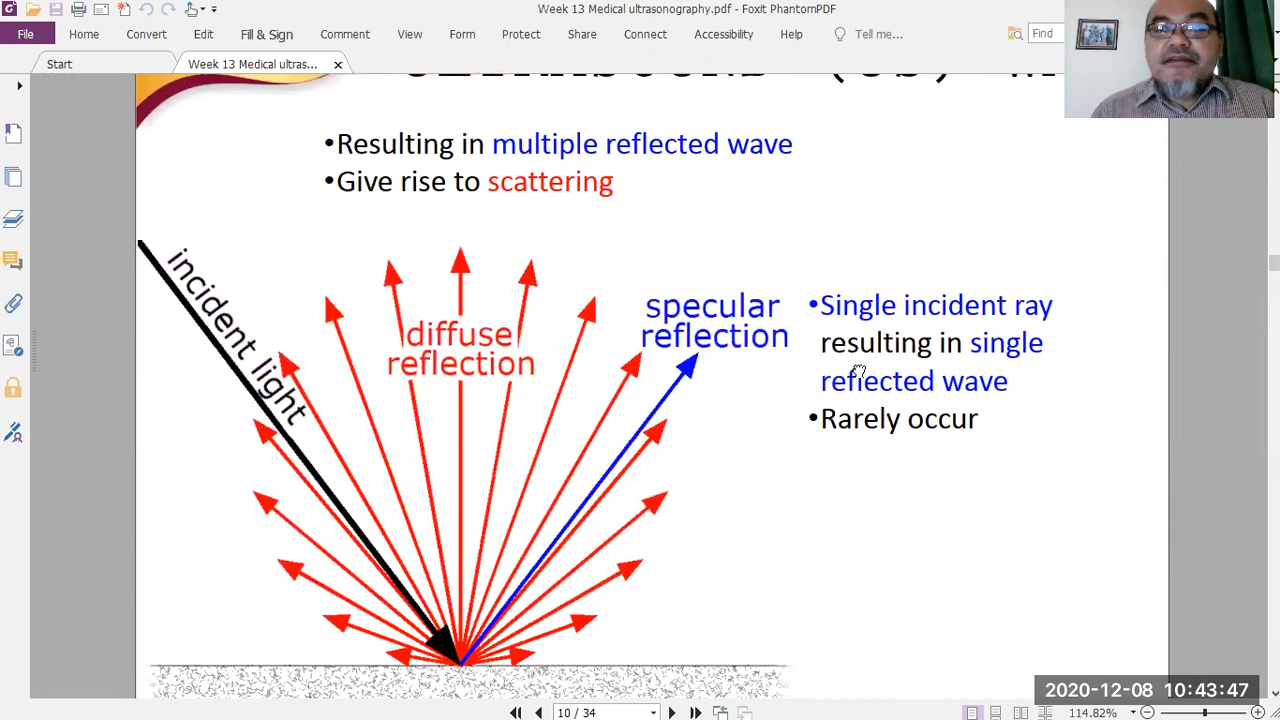 Week 13 Medical ultrasonography.pdf - Foxit PhantomPDF
File Home Convert Edit Fill & Sign Comment View Form Protect Share Connect Accessibility Help Tell me... Find
Start Week 13 Medical ultras... ×
•Resulting in multiple reflected wave
•Give rise to scattering
incident light
diffuse
reflection
specular
reflection
•Single incident ray
resulting in single
reflected wave
•Rarely occur
2020-12-08 10:43:47
10 / 34
114.82%